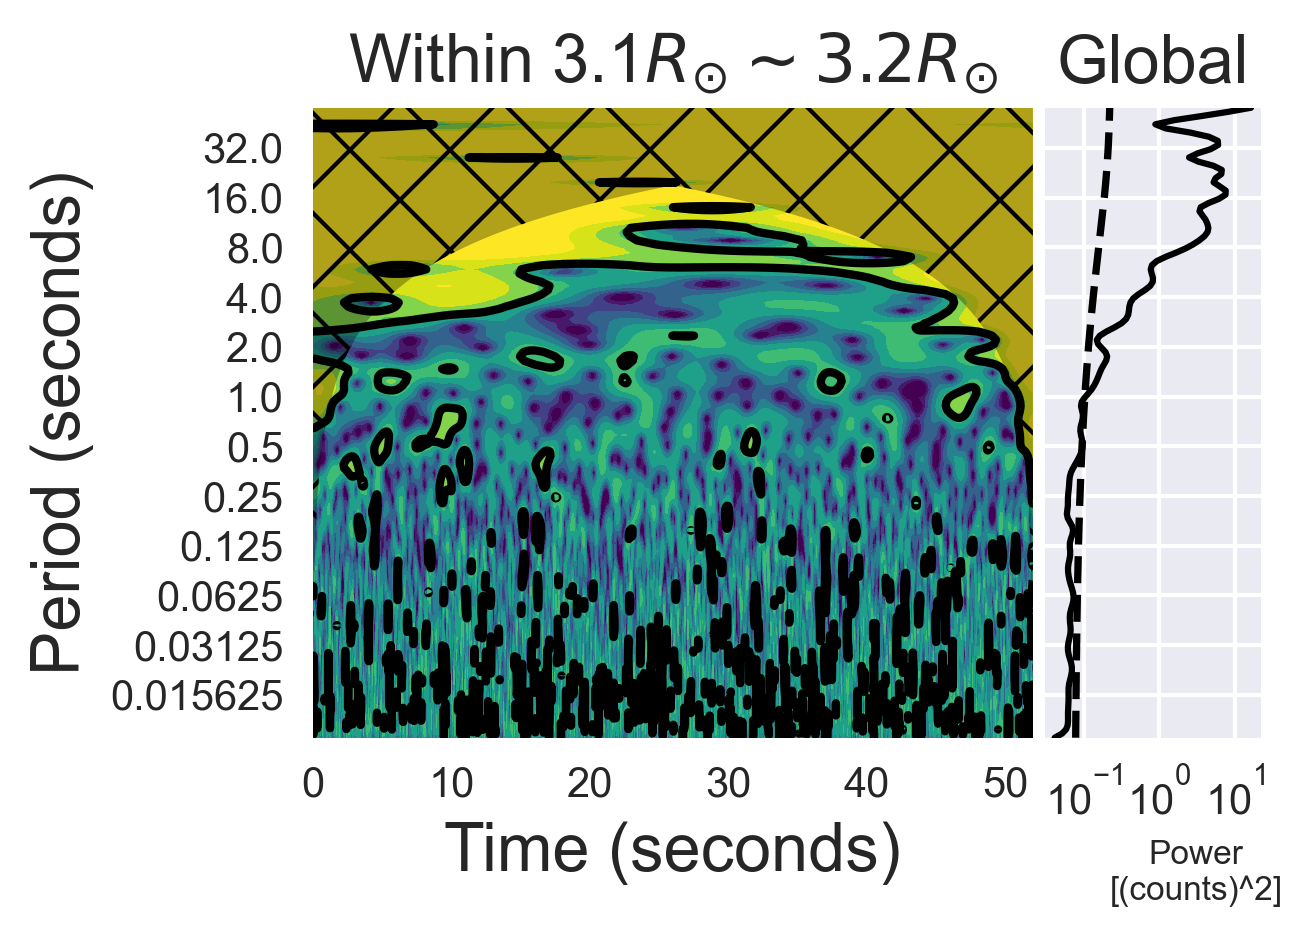 Within 3.1R☉ ∼ 3.2R☉
Global
Period (seconds)
32.0
16.0
8.0
4.0
2.0
1.0
0.5
0.25
0.125
0.0625
0.03125
0.015625
0 10 20 30 40 50
Time (seconds)
10⁻¹ 10⁰ 10¹
Power
[(counts)^2]